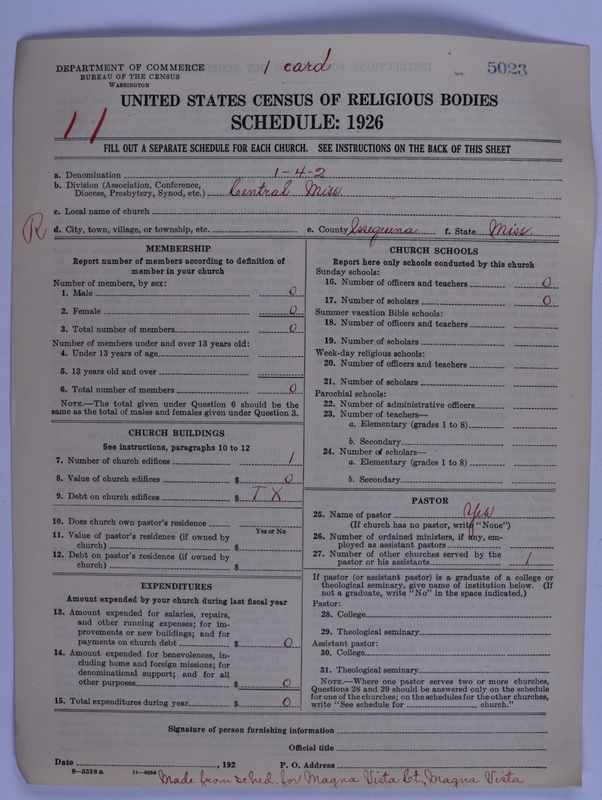 DEPARTMENT OF COMMERCE
BUREAU OF THE CENSUS
WASHINGTON
1 card
5023
UNITED STATES CENSUS OF RELIGIOUS BODIES
SCHEDULE: 1926
11
FILL OUT A SEPARATE SCHEDULE FOR EACH CHURCH. SEE INSTRUCTIONS ON THE BACK OF THIS SHEET
a. Denomination 1-4-2
b. Division (Association, Conference,
Diocese, Presbytery, Synod, etc.) Central Miss.
c. Local name of church
R
d. City, town, village, or township, etc. e. County Issequena f. State Miss.
MEMBERSHIP
Report number of members according to definition of
member in your church
Number of members, by sex:
1. Male 0
2. Female 0
3. Total number of members 0
Number of members under and over 13 years old:
4. Under 13 years of age
5. 13 years old and over
6. Total number of members 0
NOTE.—The total given under Question 6 should be the
same as the total of males and females given under Question 3.
CHURCH BUILDINGS
See instructions, paragraphs 10 to 12
7. Number of church edifices 1
8. Value of church edifices $ 0
9. Debt on church edifices $ T X
10. Does church own pastor's residence
Yes or No
11. Value of pastor's residence (if owned by
church) $
12. Debt on pastor's residence (if owned by
church) $
EXPENDITURES
Amount expended by your church during last fiscal year
13. Amount expended for salaries, repairs,
and other running expenses; for im-
provements or new buildings; and for
payments on church debt $ 0
14. Amount expended for benevolences, in-
cluding home and foreign missions; for
denominational support; and for all
other purposes $ 0
15. Total expenditures during year $ 0
CHURCH SCHOOLS
Report here only schools conducted by this church
Sunday schools:
16. Number of officers and teachers 0
17. Number of scholars 0
Summer vacation Bible schools:
18. Number of officers and teachers
19. Number of scholars
Week-day religious schools:
20. Number of officers and teachers
21. Number of scholars
Parochial schools:
22. Number of administrative officers
23. Number of teachers—
a. Elementary (grades 1 to 8)
b. Secondary
24. Number of scholars—
a. Elementary (grades 1 to 8)
b. Secondary
PASTOR
25. Name of pastor Yes
(If church has no pastor, write "None")
26. Number of ordained ministers, if any, em-
ployed as assistant pastors
27. Number of other churches served by the
pastor or his assistants 1
If pastor (or assistant pastor) is a graduate of a college or
theological seminary, give name of institution below. (If
not a graduate, write "No" in the space indicated.)
Pastor:
28. College
29. Theological seminary
Assistant pastor:
30. College
31. Theological seminary
NOTE.—Where one pastor serves two or more churches,
Questions 28 and 29 should be answered only on the schedule
for one of the churches; on the schedules for the other churches,
write "See schedule for church."
Signature of person furnishing information
Official title
Date , 192 P. O. Address
8-5518 a 11-9054 Made from sched. for Magna Vista Ct., Magna Vista